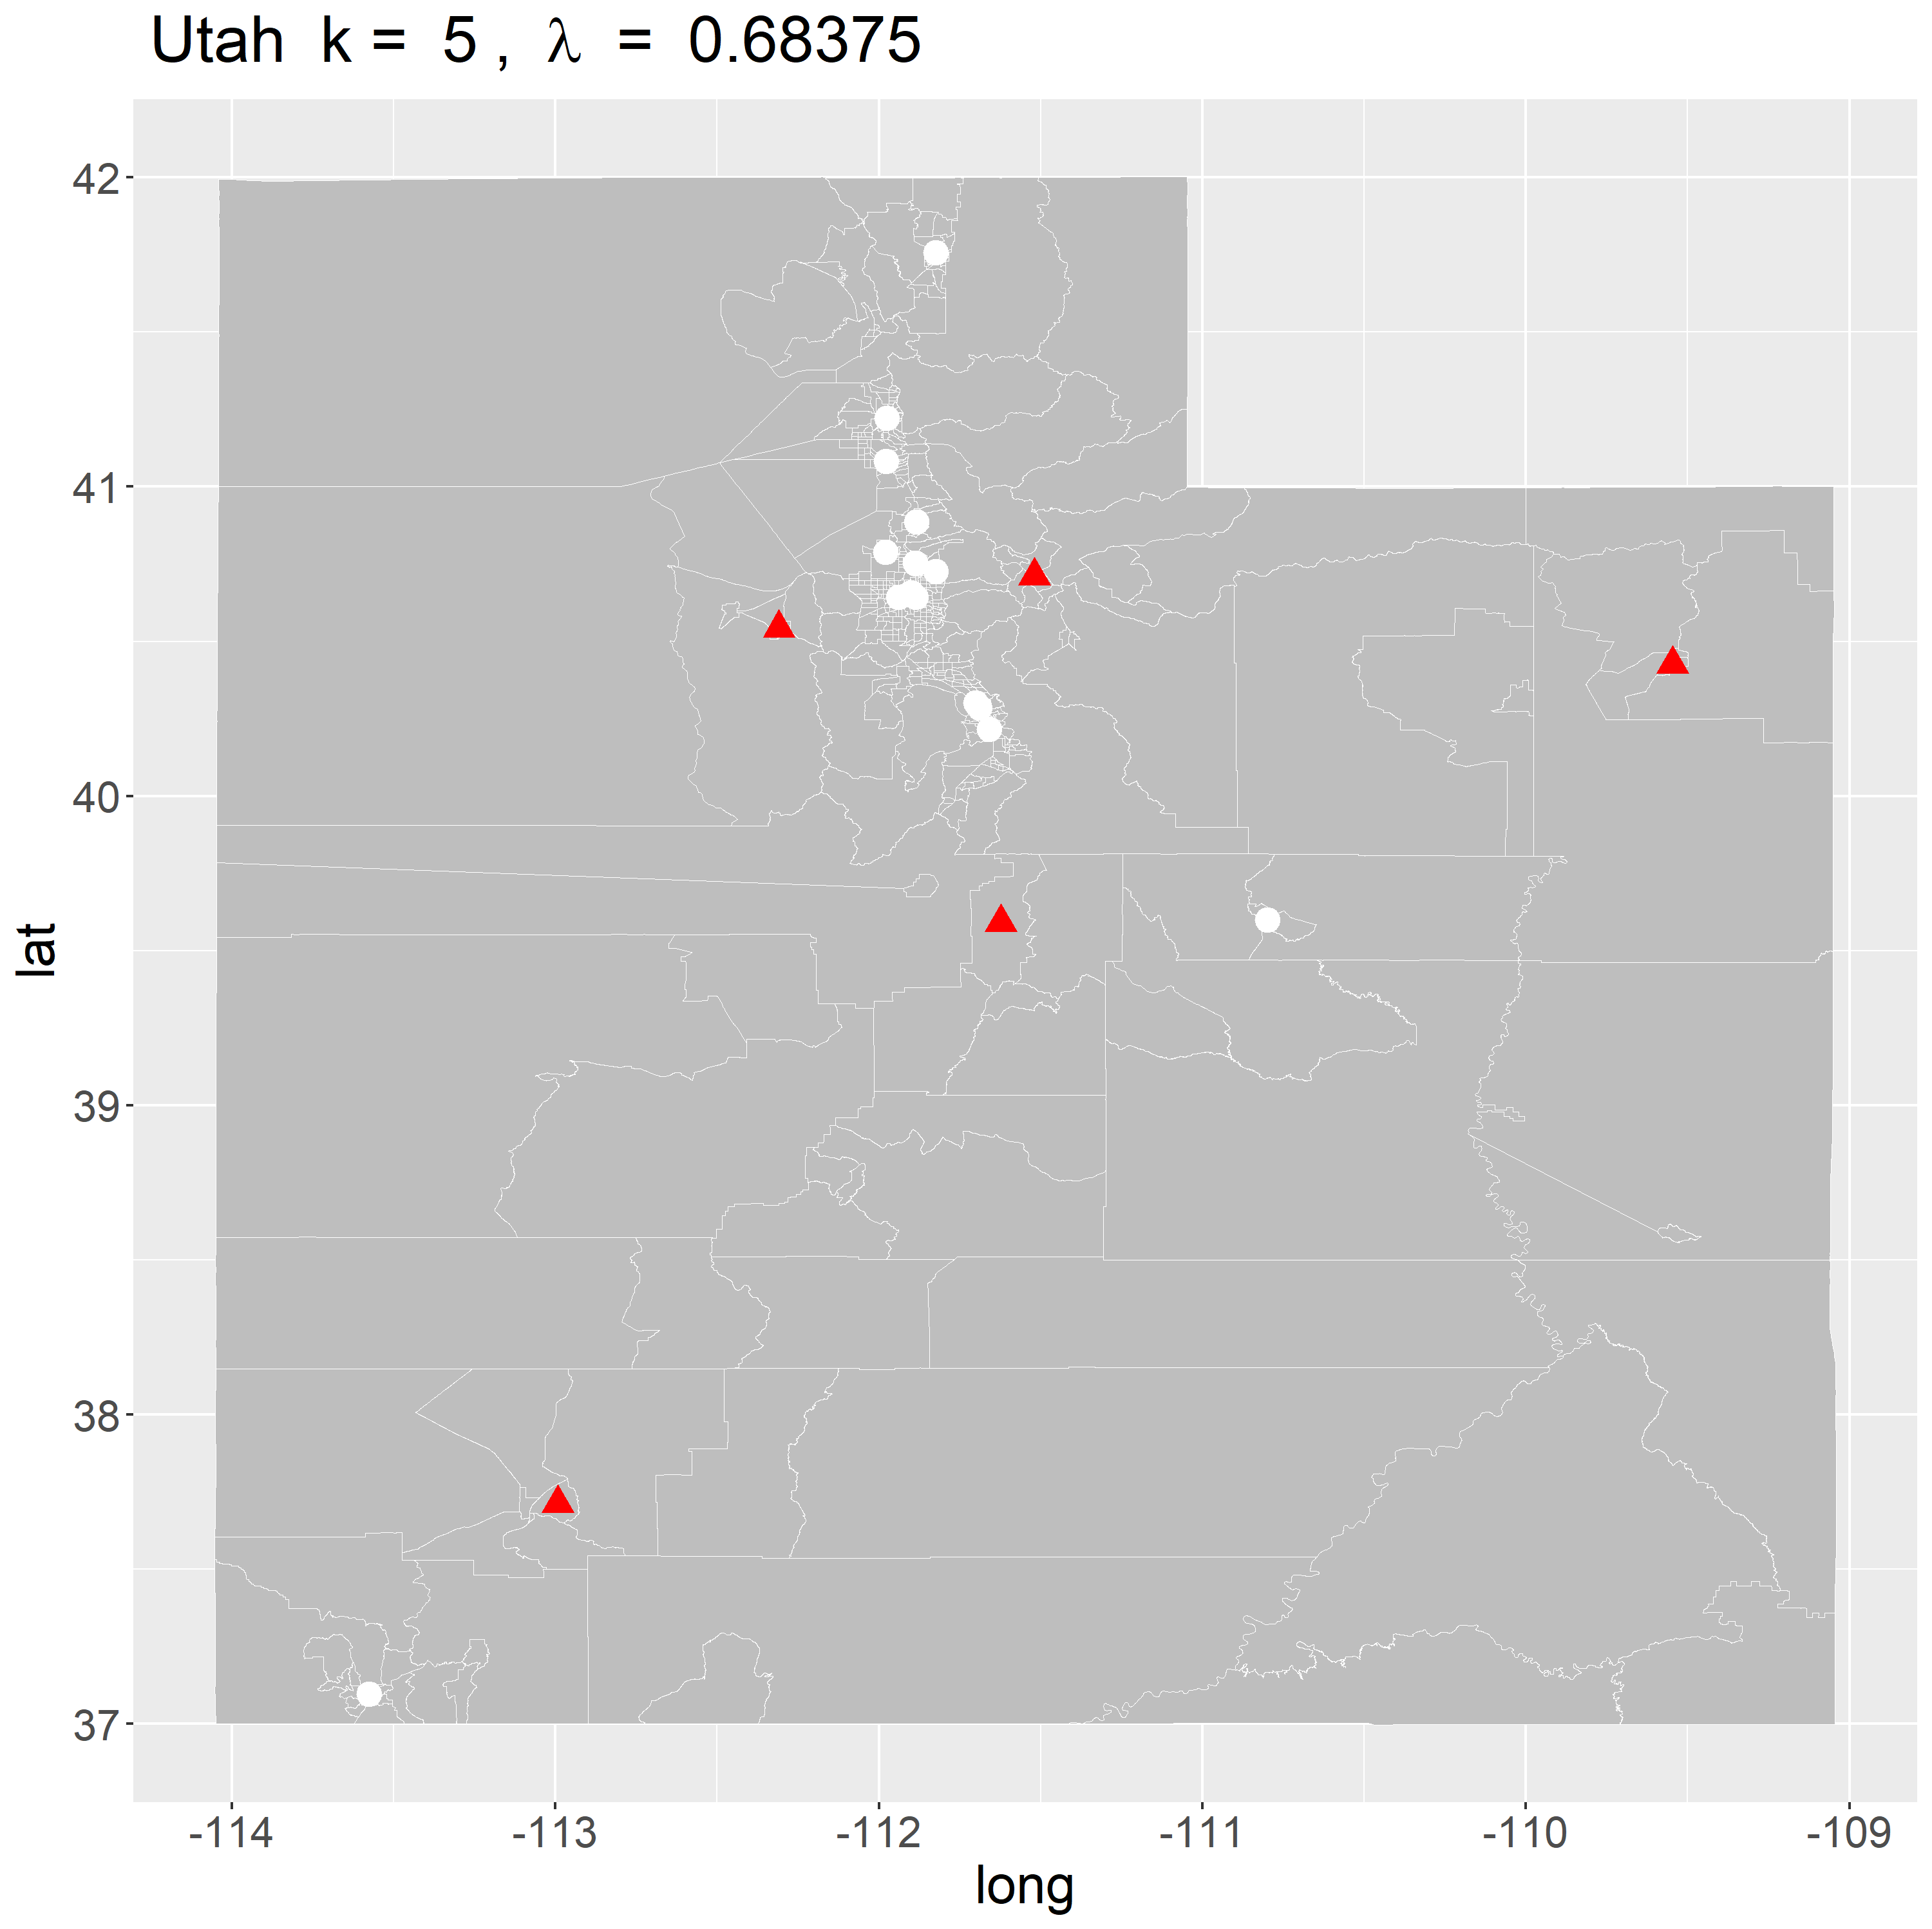 Utah k = 5 , λ = 0.68375
42
41
40
39
38
37
lat
-114 -113 -112 -111 -110 -109
long